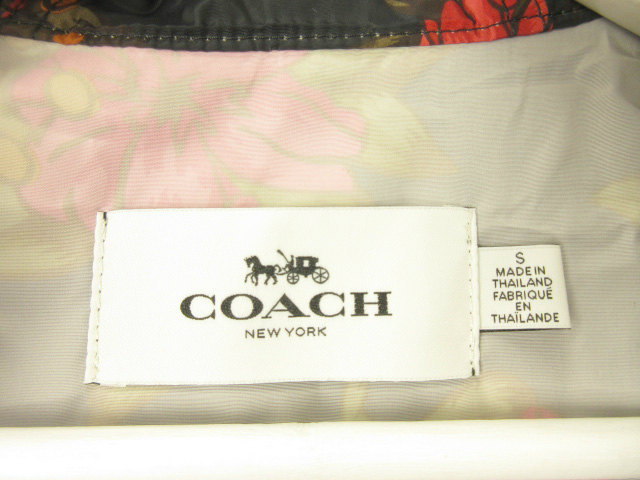 COACH
NEW YORK
S
MADE IN
THAILAND
FABRIQUÉ
EN
THAÏLANDE